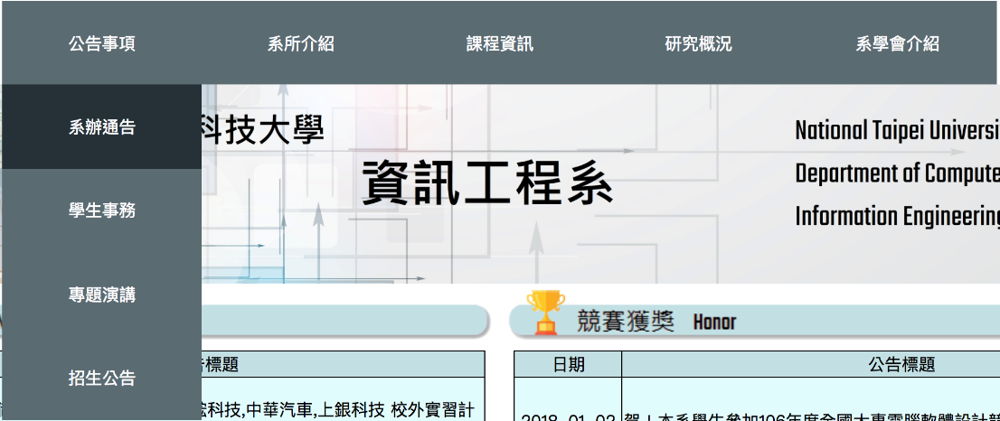 公告事項 系所介紹 課程資訊 研究概況 系學會介紹
系辦通告
科技大學
資訊工程系
National Taipei
Department of
Information Engineering
學生事務
專題演講
招生公告
競賽獲獎 Honor
標題
日期 公告標題
科技,中華汽車,上銀科技 校外實習計
2018-01-02 賀！本系學生參加106年度全國大專電腦軟體設計競